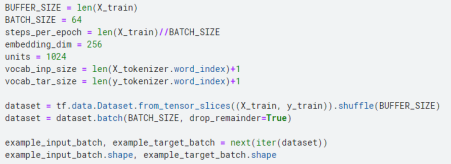 BUFFER_SIZE = len(X_train)
BATCH_SIZE = 64
steps_per_epoch = len(X_train)//BATCH_SIZE
embedding_dim = 256
units = 1024
vocab_inp_size = len(X_tokenizer.word_index)+1
vocab_tar_size = len(y_tokenizer.word_index)+1

dataset = tf.data.Dataset.from_tensor_slices((X_train, y_train)).shuffle(BUFFER_SIZE)
dataset = dataset.batch(BATCH_SIZE, drop_remainder=True)

example_input_batch, example_target_batch = next(iter(dataset))
example_input_batch.shape, example_target_batch.shape